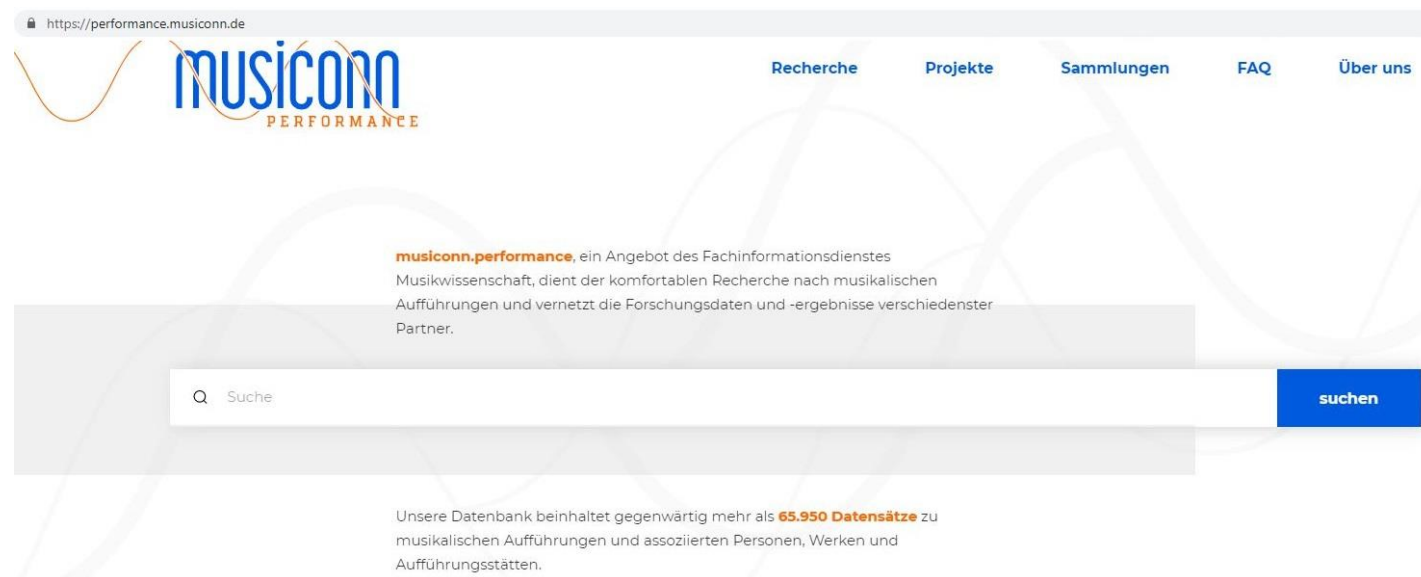 https://performance.musiconn.de
musiconn
PERFORMANCE
Recherche Projekte Sammlungen FAQ Über uns
musiconn.performance, ein Angebot des Fachinformationsdienstes
Musikwissenschaft, dient der komfortablen Recherche nach musikalischen
Aufführungen und vernetzt die Forschungsdaten und -ergebnisse verschiedenster
Partner.
Suche suchen
Unsere Datenbank beinhaltet gegenwärtig mehr als 65.950 Datensätze zu
musikalischen Aufführungen und assoziierten Personen, Werken und
Aufführungsstätten.